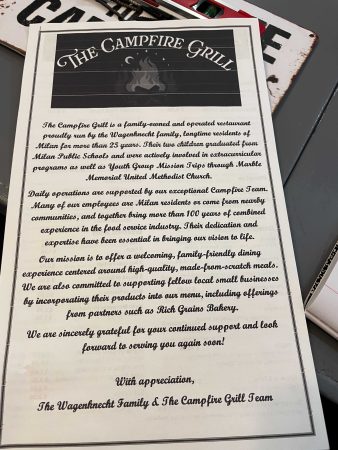 THE CAMPFIRE GRILL
The Campfire Grill is a family-owned and operated restaurant
proudly run by the Wagenknecht family, longtime residents of
Milan for more than 25 years. Their two children graduated from
Milan Public Schools and were actively involved in extracurricular
programs as well as Youth Group Mission Trips through Marble
Memorial United Methodist Church.
Daily operations are supported by our exceptional Campfire Team.
Many of our employees are Milan residents or come from nearby
communities, and together bring more than 100 years of combined
experience in the food service industry. Their dedication and
expertise have been essential in bringing our vision to life.
Our mission is to offer a welcoming, family-friendly dining
experience centered around high-quality, made-from-scratch meals.
We are also committed to supporting fellow local small businesses
by incorporating their products into our menu, including offerings
from partners such as Rich Grains Bakery.
We are sincerely grateful for your continued support and look
forward to serving you again soon!
With appreciation,
The Wagenknecht Family & The Campfire Grill Team